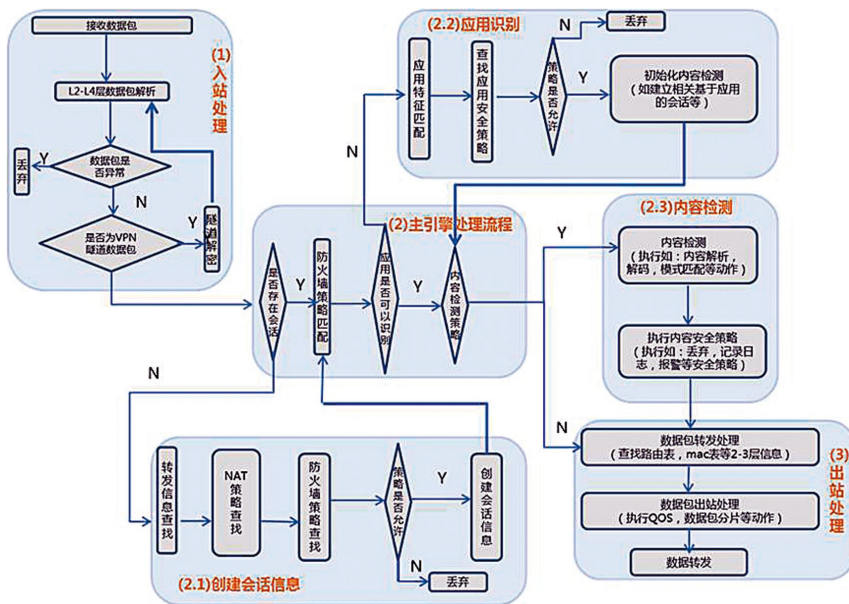 接收数据包
(1)
入站处理
L2-L4层数据包解析
数据包是
否异常
Y
丢弃
N
是否为VPN
隧道数据包
Y
隧道解密
(2.2)应用识别
应用特征匹配
查找应用安全策略
策略是否允许
N
丢弃
Y
初始化内容检测
(如建立相关基于应用
的会话等)
(2)主引擎处理流程
是否存在会话
Y
防火墙策略匹配
应用是否可以识别
N
Y
内容检测策略
Y
N
N
(2.3)内容检测
内容检测
(执行如:内容解析,
解码,模式匹配等动作)
执行内容安全策略
(执行如:丢弃,记录日
志,报警等安全策略)
转发信息查找
NAT
策略查找
防火墙策略查找
策略是否允许
Y
创建会话信息
N
丢弃
(2.1)创建会话信息
数据包转发处理
(查找路由表,mac表等2-3层信息)
数据包出站处理
(执行QOS,数据包分片等动作)
数据转发
(3)
出站处理